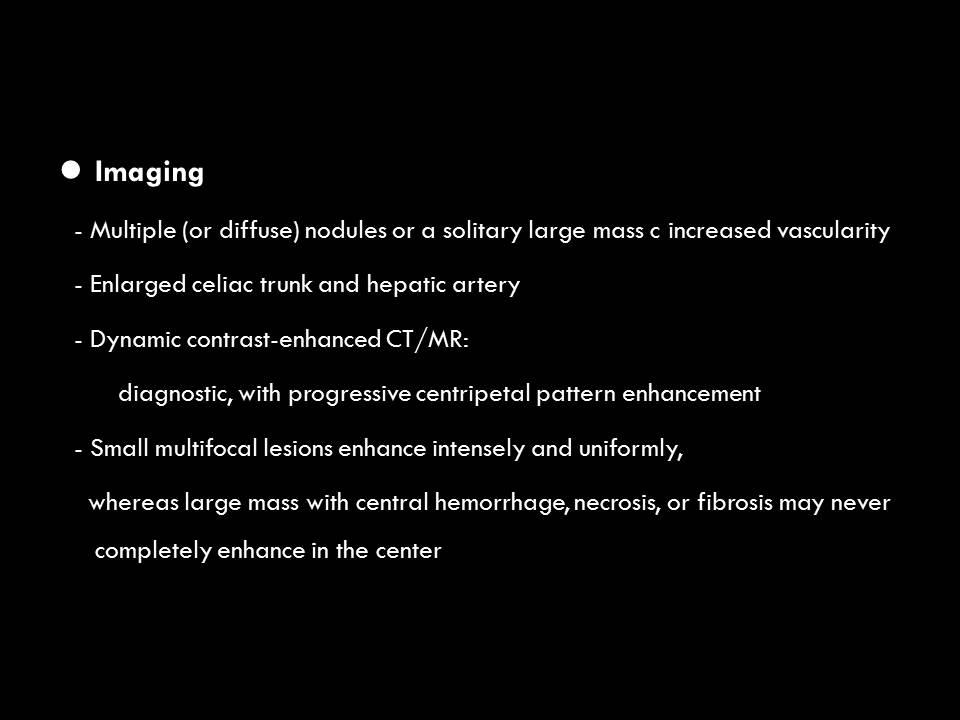 ● Imaging
- Multiple (or diffuse) nodules or a solitary large mass c increased vascularity
- Enlarged celiac trunk and hepatic artery
- Dynamic contrast-enhanced CT/MR:
diagnostic, with progressive centripetal pattern enhancement
- Small multifocal lesions enhance intensely and uniformly,
whereas large mass with central hemorrhage, necrosis, or fibrosis may never
completely enhance in the center